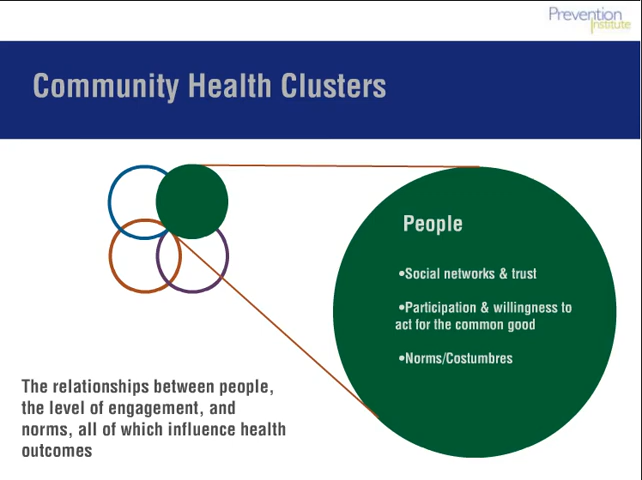 Prevention
Institute
Community Health Clusters
People
•Social networks & trust
•Participation & willingness to
act for the common good
•Norms/Costumbres
The relationships between people,
the level of engagement, and
norms, all of which influence health
outcomes